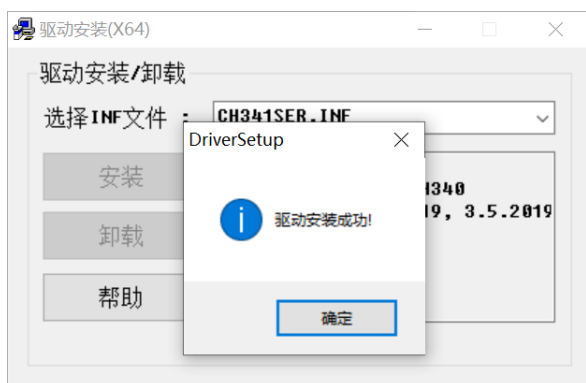 驱动安装(X64)
驱动安装/卸载
选择INF文件 :
CH341SER.INF
DriverSetup
安装
卸载
帮助
驱动安装成功!
确定
H340
19, 3.5.2019